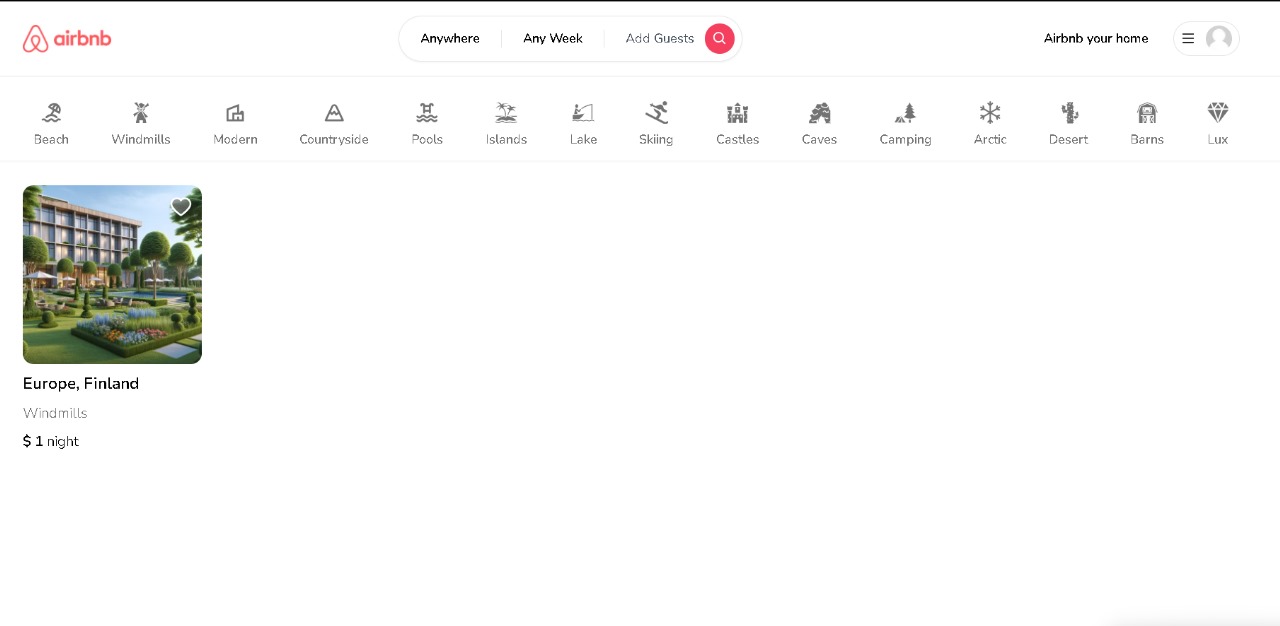 airbnb
Anywhere
Any Week
Add Guests
Airbnb your home
Beach
Windmills
Modern
Countryside
Pools
Islands
Lake
Skiing
Castles
Caves
Camping
Arctic
Desert
Barns
Lux
Europe, Finland
Windmills
$ 1 night